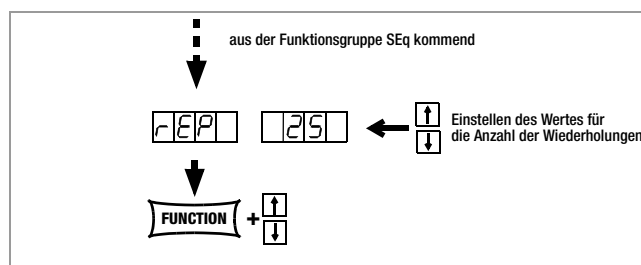 aus der Funktionsgruppe SEq kommend
rEP 25
Einstellen des Wertes für
die Anzahl der Wiederholungen
FUNCTION +